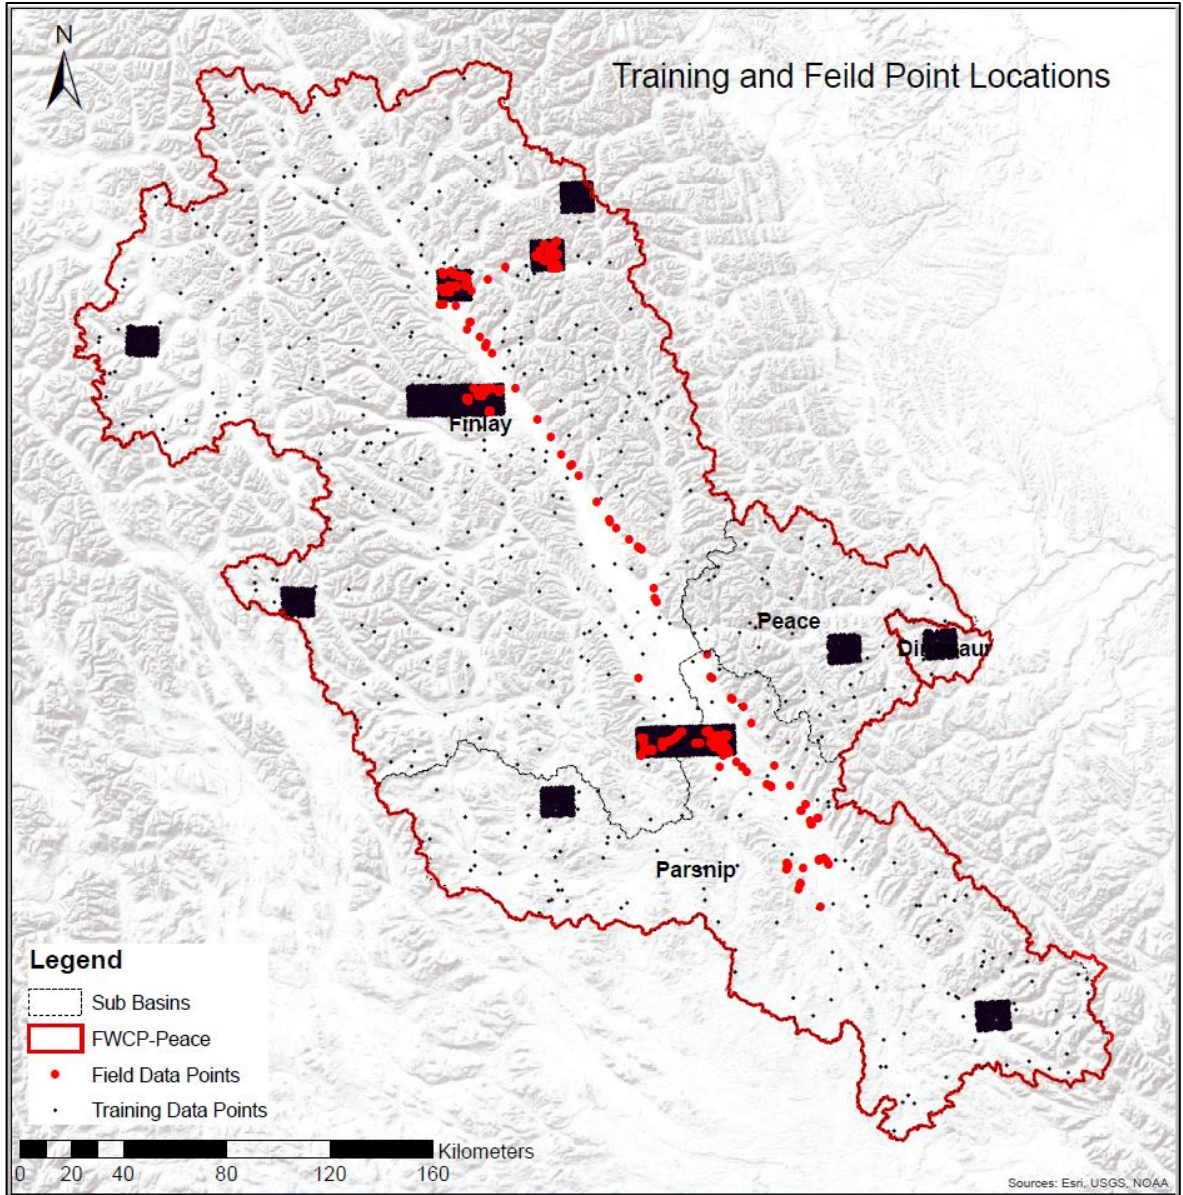 N
Training and Feild Point Locations
Finlay
Peace
Dinosaur
Parsnip
Legend
Sub Basins
FWCP-Peace
Field Data Points
Training Data Points
Kilometers
0 20 40 80 120 160
Sources: Esri, USGS, NOAA